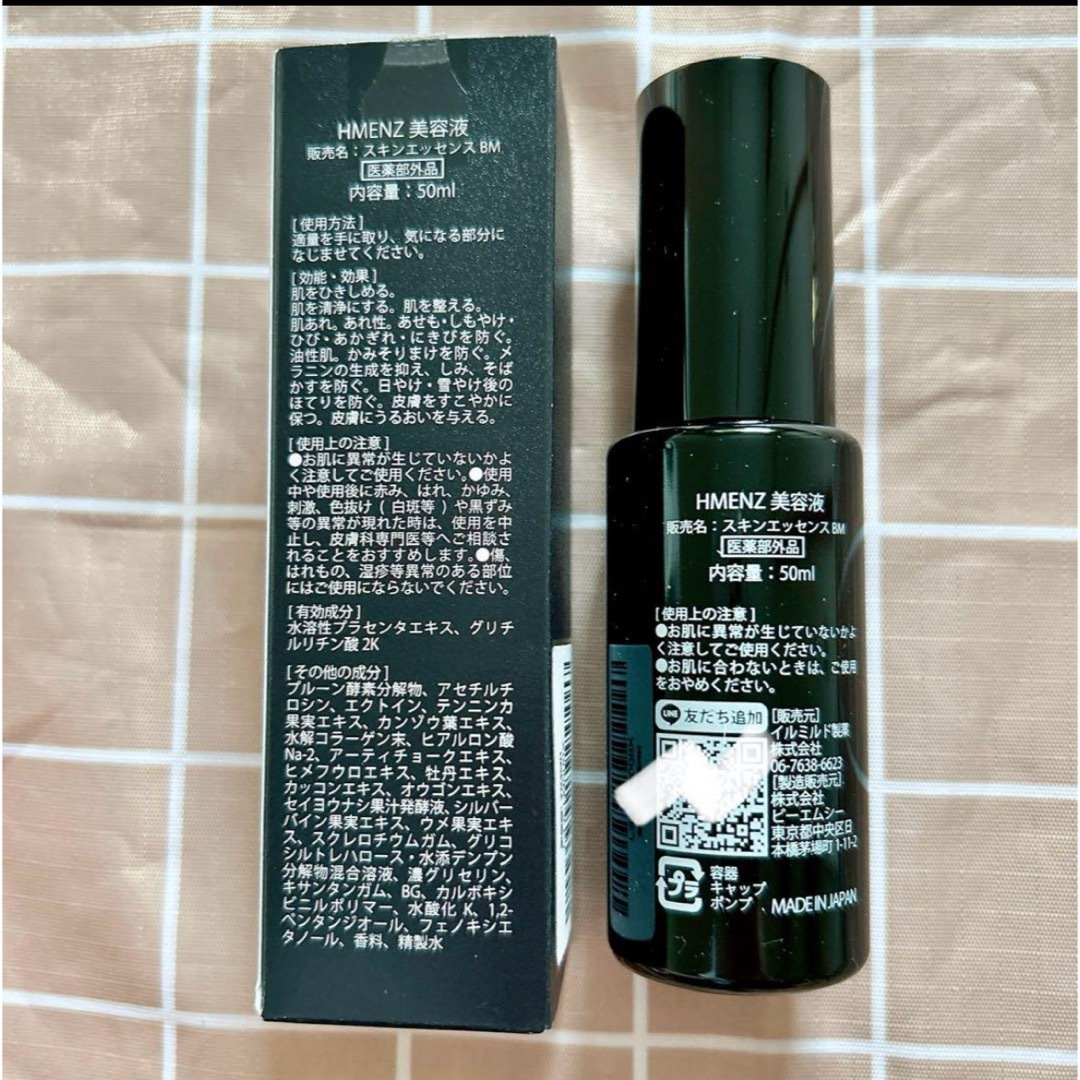 HMENZ 美容液
販売名：スキンエッセンス BM
医薬部外品
内容量：50ml
[ 使用方法 ]
適量を手に取り、気になる部分に
なじませてください。
[ 効能・効果 ]
肌をひきしめる。
肌を清浄にする。肌を整える。
肌あれ。あれ性。あせも・しもやけ・
ひび・あかぎれ・にきびを防ぐ。
油性肌。かみそりまけを防ぐ。メ
ラニンの生成を抑え、しみ、そば
かすを防ぐ。日やけ・雪やけ後の
ほてりを防ぐ。皮膚をすこやかに
保つ。皮膚にうるおいを与える。
[ 使用上の注意 ]
●お肌に異常が生じていないかよ
く注意してご使用ください。●使用
中や使用後に赤み、はれ、かゆみ、
刺激、色抜け ( 白斑等 ) や黒ずみ
等の異常が現れた時は、使用を中
止し、皮膚科専門医等へご相談さ
れることをおすすめします。●傷、
はれもの、湿疹等異常のある部位
にはご使用にならないでください。
[ 有効成分 ]
水溶性プラセンタエキス、グリチ
ルリチン酸 2K
[ その他の成分 ]
プルーン酵素分解物、アセチルチ
ロシン、エクトイン、テンニンカ
果実エキス、カンゾウ葉エキス、
水解コラーゲン末、ヒアルロン酸
Na-2、アーティチョークエキス、
ヒメフウロエキス、牡丹エキス、
カッコンエキス、オウゴンエキス、
セイヨウナシ果汁発酵液、シルバー
バイン果実エキス、ウメ果実エキ
ス、スクレロチウムガム、グリコ
シルトレハロース・水添デンプン
分解物混合溶液、濃グリセリン、
キサンタンガム、BG、カルボキシ
ビニルポリマー、水酸化 K、1,2-
ペンタンジオール、フェノキシエ
タノール、香料、精製水
HMENZ 美容液
販売名：スキンエッセンス BM
医薬部外品
内容量：50ml
[ 使用上の注意 ]
●お肌に異常が生じていないかよ
く注意してご使用ください。
●お肌に合わないときは、ご使用
をおやめください。
LINE 友だち追加
[販売元]
イルミルド製薬
株式会社
06-7638-6623
[製造販売元]
株式会社
ピーエムシー
東京都中央区日
本橋茅場町 1-11-2
プラ
容器
キャップ
ポンプ
MADE IN JAPAN